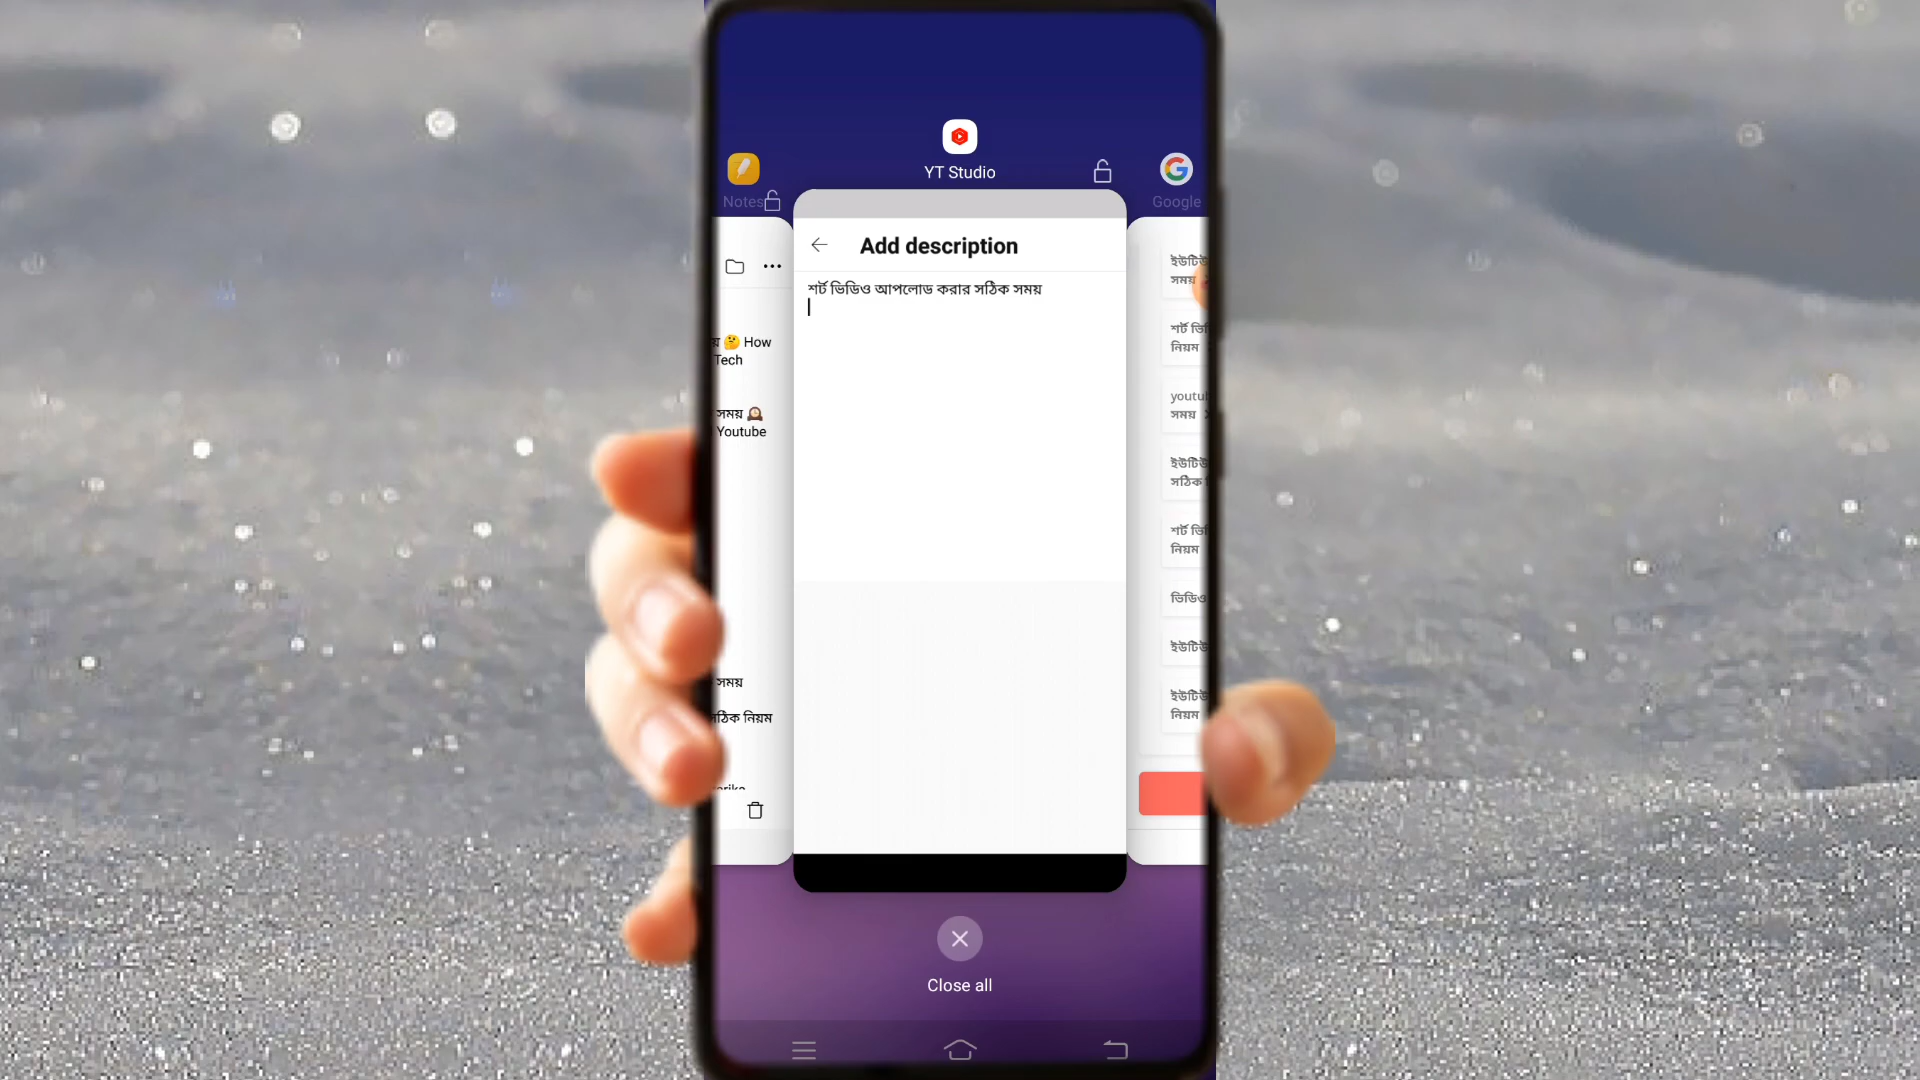 YT Studio
Notes
Google
Add description
শর্ট ভিডিও আপলোড করার সঠিক সময়
🤔 How
Tech
সময় 🕰️
Youtube
সময়
সঠিক নিয়ম
ইউটিউ
সময়
শর্ট ভি
নিয়ম
youtu
সময়
ইউটিউ
সঠিক
শর্ট ভি
নিয়ম
ভিডিও
ইউটিউ
ইউটিউ
নিয়ম
Close all